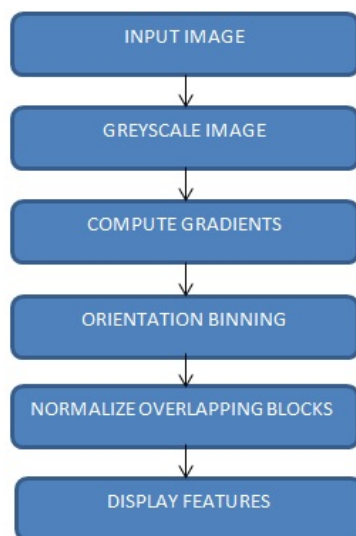 INPUT IMAGE
GREYSCALE IMAGE
COMPUTE GRADIENTS
ORIENTATION BINNING
NORMALIZE OVERLAPPING BLOCKS
DISPLAY FEATURES